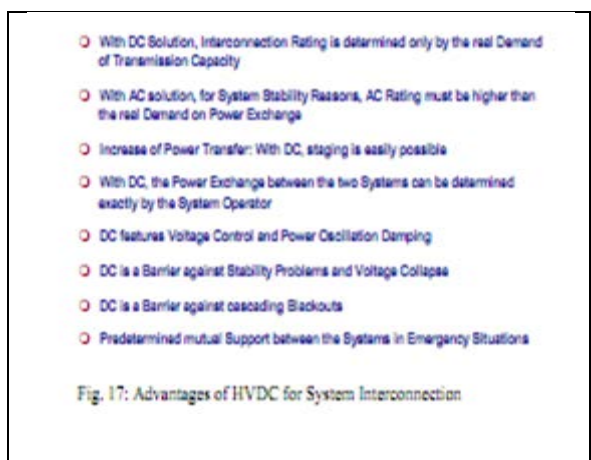 With DC Solution, Interconnection Rating is determined only by the real Demand
of Transmission Capacity
With AC solution, for System Stability Reasons, AC Rating must be higher than
the real Demand on Power Exchange
Increase of Power Transfer: With DC, staging is easily possible
With DC, the Power Exchange between the two Systems can be determined
exactly by the System Operator
DC features Voltage Control and Power Oscillation Damping
DC is a Barrier against Stability Problems and Voltage Collapse
DC is a Barrier against cascading Blackouts
Predetermined mutual Support between the Systems in Emergency Situations
Fig. 17: Advantages of HVDC for System Interconnection